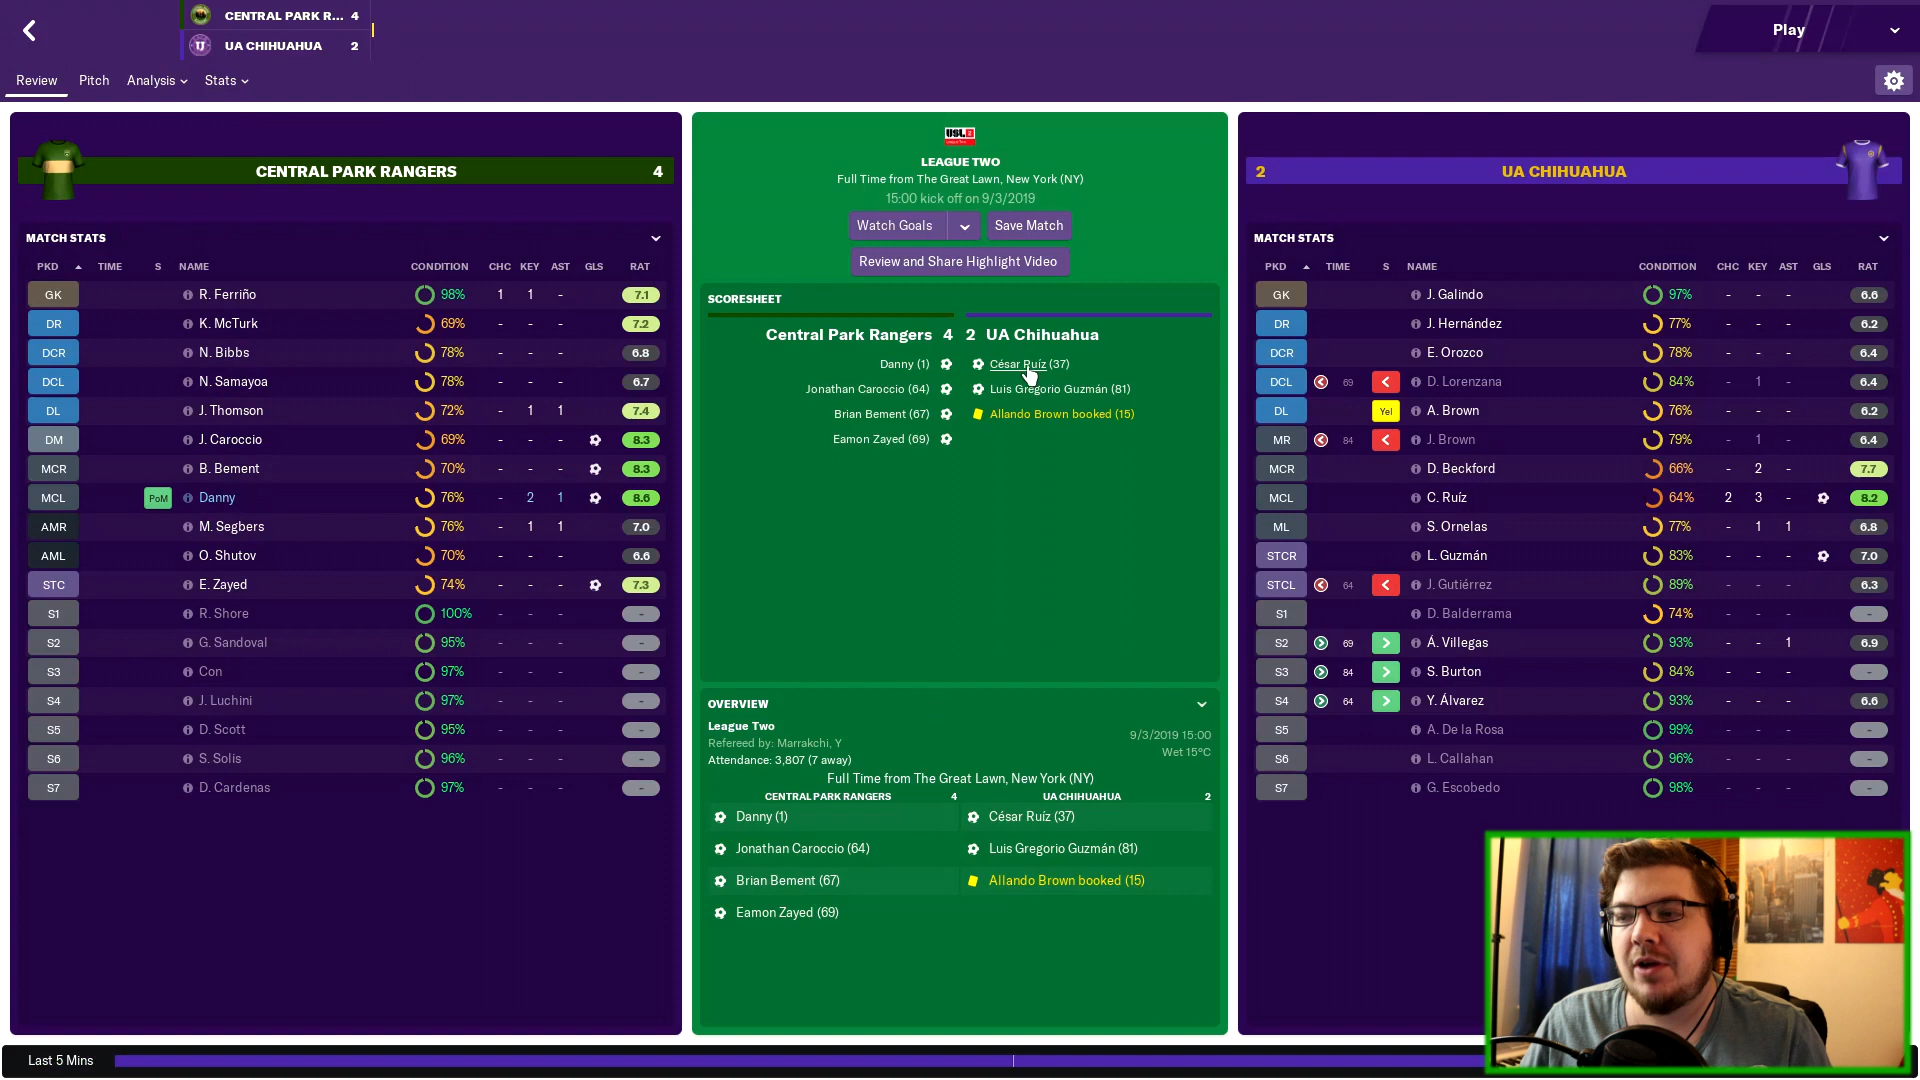 CENTRAL PARK R... 4
UA CHIHUAHUA 2
Play
Review Pitch Analysis Stats
CENTRAL PARK RANGERS 4
MATCH STATS
PKD TIME S NAME CONDITION CHC KEY AST GLS RAT
GK R. Ferriño 98% 1 1 - 7.1
DR K. McTurk 69% - - - 7.2
DCR N. Bibbs 78% - - - 6.8
DCL N. Samayoa 78% - - - 6.7
DL J. Thomson 72% - 1 1 7.4
DM J. Caroccio 69% - - - 8.3
MCR B. Bement 70% - - - 8.3
MCL PoM Danny 76% - 2 1 8.6
AMR M. Segbers 76% - 1 1 7.0
AML O. Shutov 70% - - - 6.6
STC E. Zayed 74% - - - 7.3
S1 R. Shore 100% - - - -
S2 G. Sandoval 95% - - - -
S3 Con 97% - - - -
S4 J. Luchini 97% - - - -
S5 D. Scott 95% - - - -
S6 S. Solis 96% - - - -
S7 D. Cardenas 97% - - - -
USL 2
LEAGUE TWO
Full Time from The Great Lawn, New York (NY)
15:00 kick off on 9/3/2019
Watch Goals Save Match
Review and Share Highlight Video
SCORESHEET
Central Park Rangers 4 2 UA Chihuahua
Danny (1) César Ruíz (37)
Jonathan Caroccio (64) Luis Gregorio Guzmán (81)
Brian Bement (67) Allando Brown booked (15)
Eamon Zayed (69)
OVERVIEW
League Two
Refereed by: Marrakchi, Y 9/3/2019 15:00
Attendance: 3,807 (7 away) Wet 15°C
Full Time from The Great Lawn, New York (NY)
CENTRAL PARK RANGERS 4 UA CHIHUAHUA 2
Danny (1) César Ruíz (37)
Jonathan Caroccio (64) Luis Gregorio Guzmán (81)
Brian Bement (67) Allando Brown booked (15)
Eamon Zayed (69)
2 UA CHIHUAHUA
MATCH STATS
PKD TIME S NAME CONDITION CHC KEY AST GLS RAT
GK J. Galindo 97% - - - 6.6
DR J. Hernández 77% - - - 6.2
DCR E. Orozco 78% - - - 6.4
DCL 69 D. Lorenzana 84% - 1 - 6.4
DL Yel A. Brown 76% - - - 6.2
MR 84 J. Brown 79% - 1 - 6.4
MCR D. Beckford 66% - 2 - 7.7
MCL C. Ruíz 64% 2 3 - 8.2
ML S. Ornelas 77% - 1 1 6.8
STCR L. Guzmán 83% - - - 7.0
STCL 64 J. Gutiérrez 89% - - - 6.3
S1 D. Balderrama 74% - - - -
S2 69 Á. Villegas 93% - - 1 6.9
S3 84 S. Burton 84% - - - -
S4 64 Y. Álvarez 93% - - - 6.6
S5 A. De la Rosa 99% - - - -
S6 L. Callahan 96% - - - -
S7 G. Escobedo 98% - - - -
Last 5 Mins